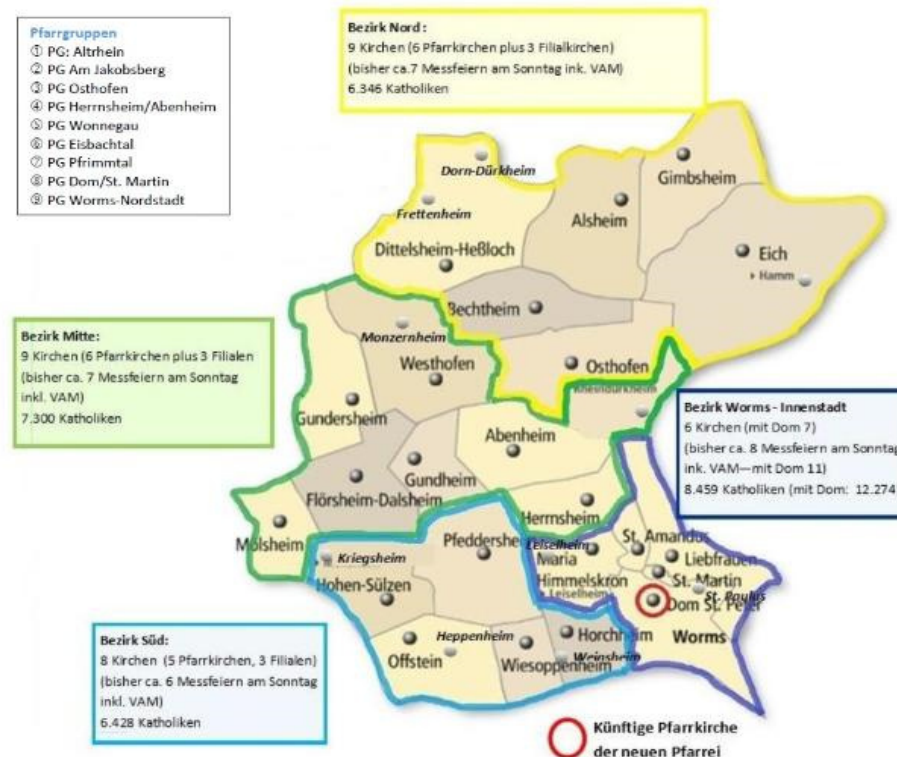 Pfarrgruppen
① PG: Altrhein
② PG Am Jakobsberg
③ PG Osthofen
④ PG Herrnsheim/Abenheim
⑤ PG Wonnegau
⑥ PG Eisbachtal
⑦ PG Pfrimmtal
⑧ PG Dom/St. Martin
⑨ PG Worms-Nordstadt
Bezirk Nord :
9 Kirchen (6 Pfarrkirchen plus 3 Filialkirchen)
(bisher ca.7 Messfeiern am Sonntag ink. VAM)
6.346 Katholiken
Dorn-Dürkheim
Gimbsheim
Frettenheim
Alsheim
Dittelsheim-Heßloch
Eich
Hamm
Bechtheim
Bezirk Mitte:
9 Kirchen (6 Pfarrkirchen plus 3 Filialen
(bisher ca. 7 Messfeiern am Sonntag
inkl. VAM)
7.300 Katholiken
Monzernheim
Westhofen
Osthofen
Rheindürkheim
Gundersheim
Abenheim
Bezirk Worms - Innenstadt
6 Kirchen (mit Dom 7)
(bisher ca. 8 Messfeiern am Sonntag
ink. VAM—mit Dom 11)
8.459 Katholiken (mit Dom: 12.274
Gundheim
Flörsheim-Dalsheim
Herrnsheim
Mölsheim
Pfeddershe
Leiselheim
St. Amandus
Kriegsheim
Maria
Himmelskron
Liebfrauen
St. Martin
Hohen-Sülzen
Leiselheim
St. Paulus
Dom St. Peter
Bezirk Süd:
8 Kirchen (5 Pfarrkirchen, 3 Filialen)
(bisher ca. 6 Messfeiern am Sonntag
inkl. VAM)
6.428 Katholiken
Heppenheim
Horchheim
Worms
Offstein
Weinsheim
Wiesoppenheim
Künftige Pfarrkirche
der neuen Pfarrei